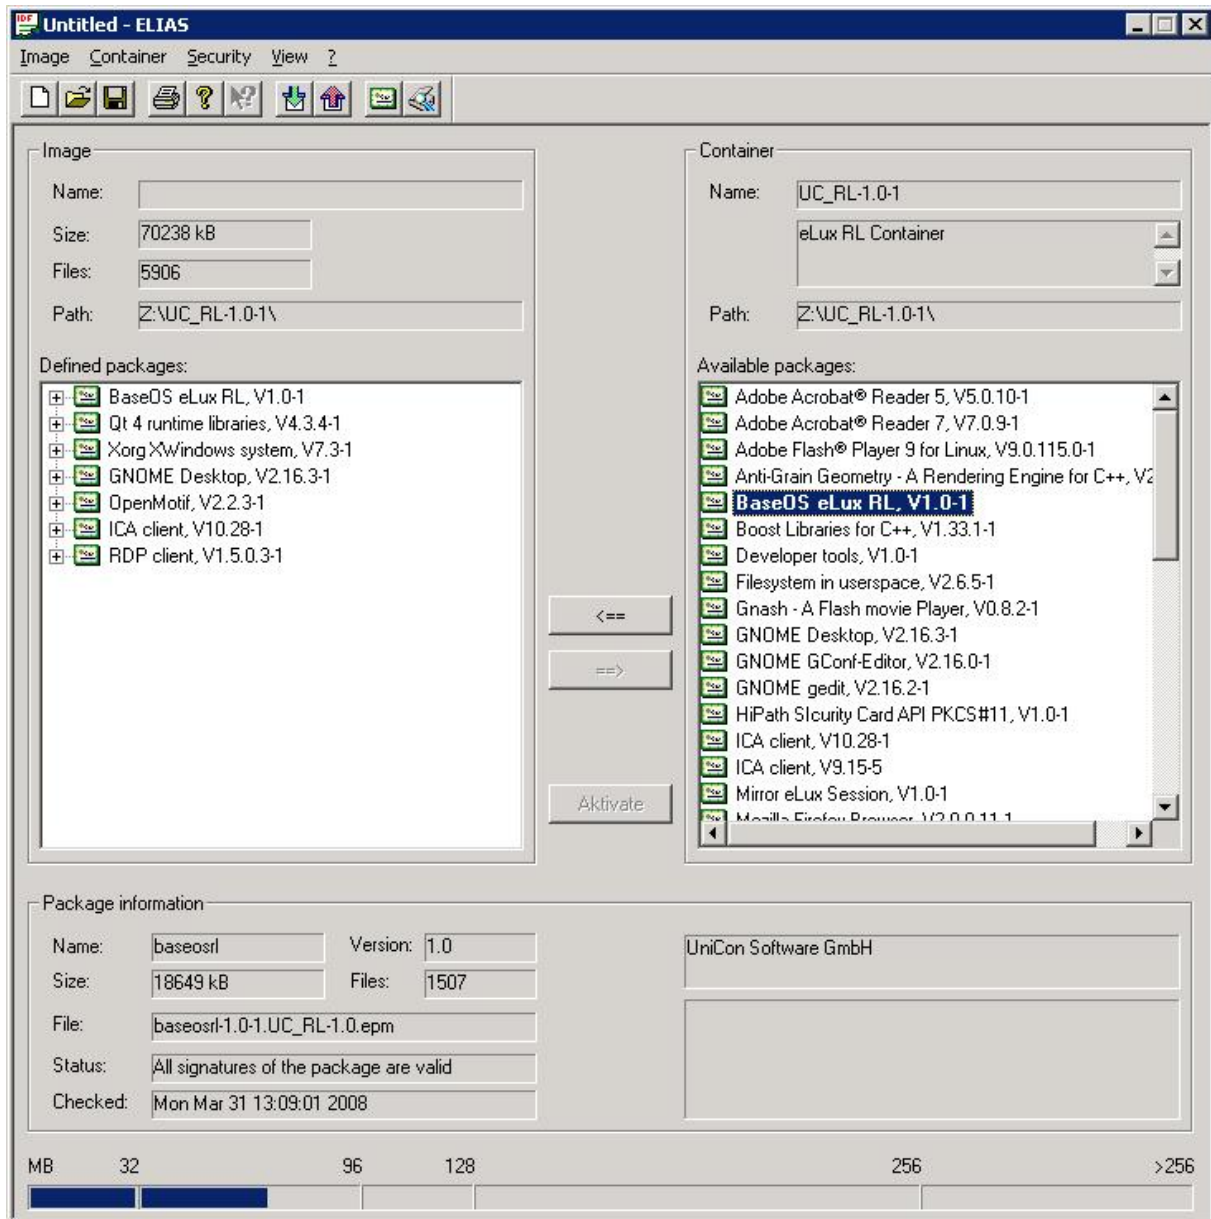 Untitled - ELIAS
Image Container Security View ?
Image
Name:
Size: 70238 kB
Files: 5906
Path: Z:\UC_RL-1.0-1\
Defined packages:
BaseOS eLux RL, V1.0-1
Qt 4 runtime libraries, V4.3.4-1
Xorg XWindows system, V7.3-1
GNOME Desktop, V2.16.3-1
OpenMotif, V2.2.3-1
ICA client, V10.28-1
RDP client, V1.5.0.3-1
<==
==>
Aktivate
Container
Name: UC_RL-1.0-1
eLux RL Container
Path: Z:\UC_RL-1.0-1\
Available packages:
Adobe Acrobat® Reader 5, V5.0.10-1
Adobe Acrobat® Reader 7, V7.0.9-1
Adobe Flash® Player 9 for Linux, V9.0.115.0-1
Anti-Grain Geometry - A Rendering Engine for C++, V2
BaseOS eLux RL, V1.0-1
Boost Libraries for C++, V1.33.1-1
Developer tools, V1.0-1
Filesystem in userspace, V2.6.5-1
Gnash - A Flash movie Player, V0.8.2-1
GNOME Desktop, V2.16.3-1
GNOME GConf-Editor, V2.16.0-1
GNOME gedit, V2.16.2-1
HiPath SIcurity Card API PKCS#11, V1.0-1
ICA client, V10.28-1
ICA client, V9.15-5
Mirror eLux Session, V1.0-1
Mozilla Firefox Browser, V2.0.0.11-1
Package information
Name: baseosrl Version: 1.0
Size: 18649 kB Files: 1507
File: baseosrl-1.0-1.UC_RL-1.0.epm
Status: All signatures of the package are valid
Checked: Mon Mar 31 13:09:01 2008
UniCon Software GmbH
MB 32 96 128 256 >256